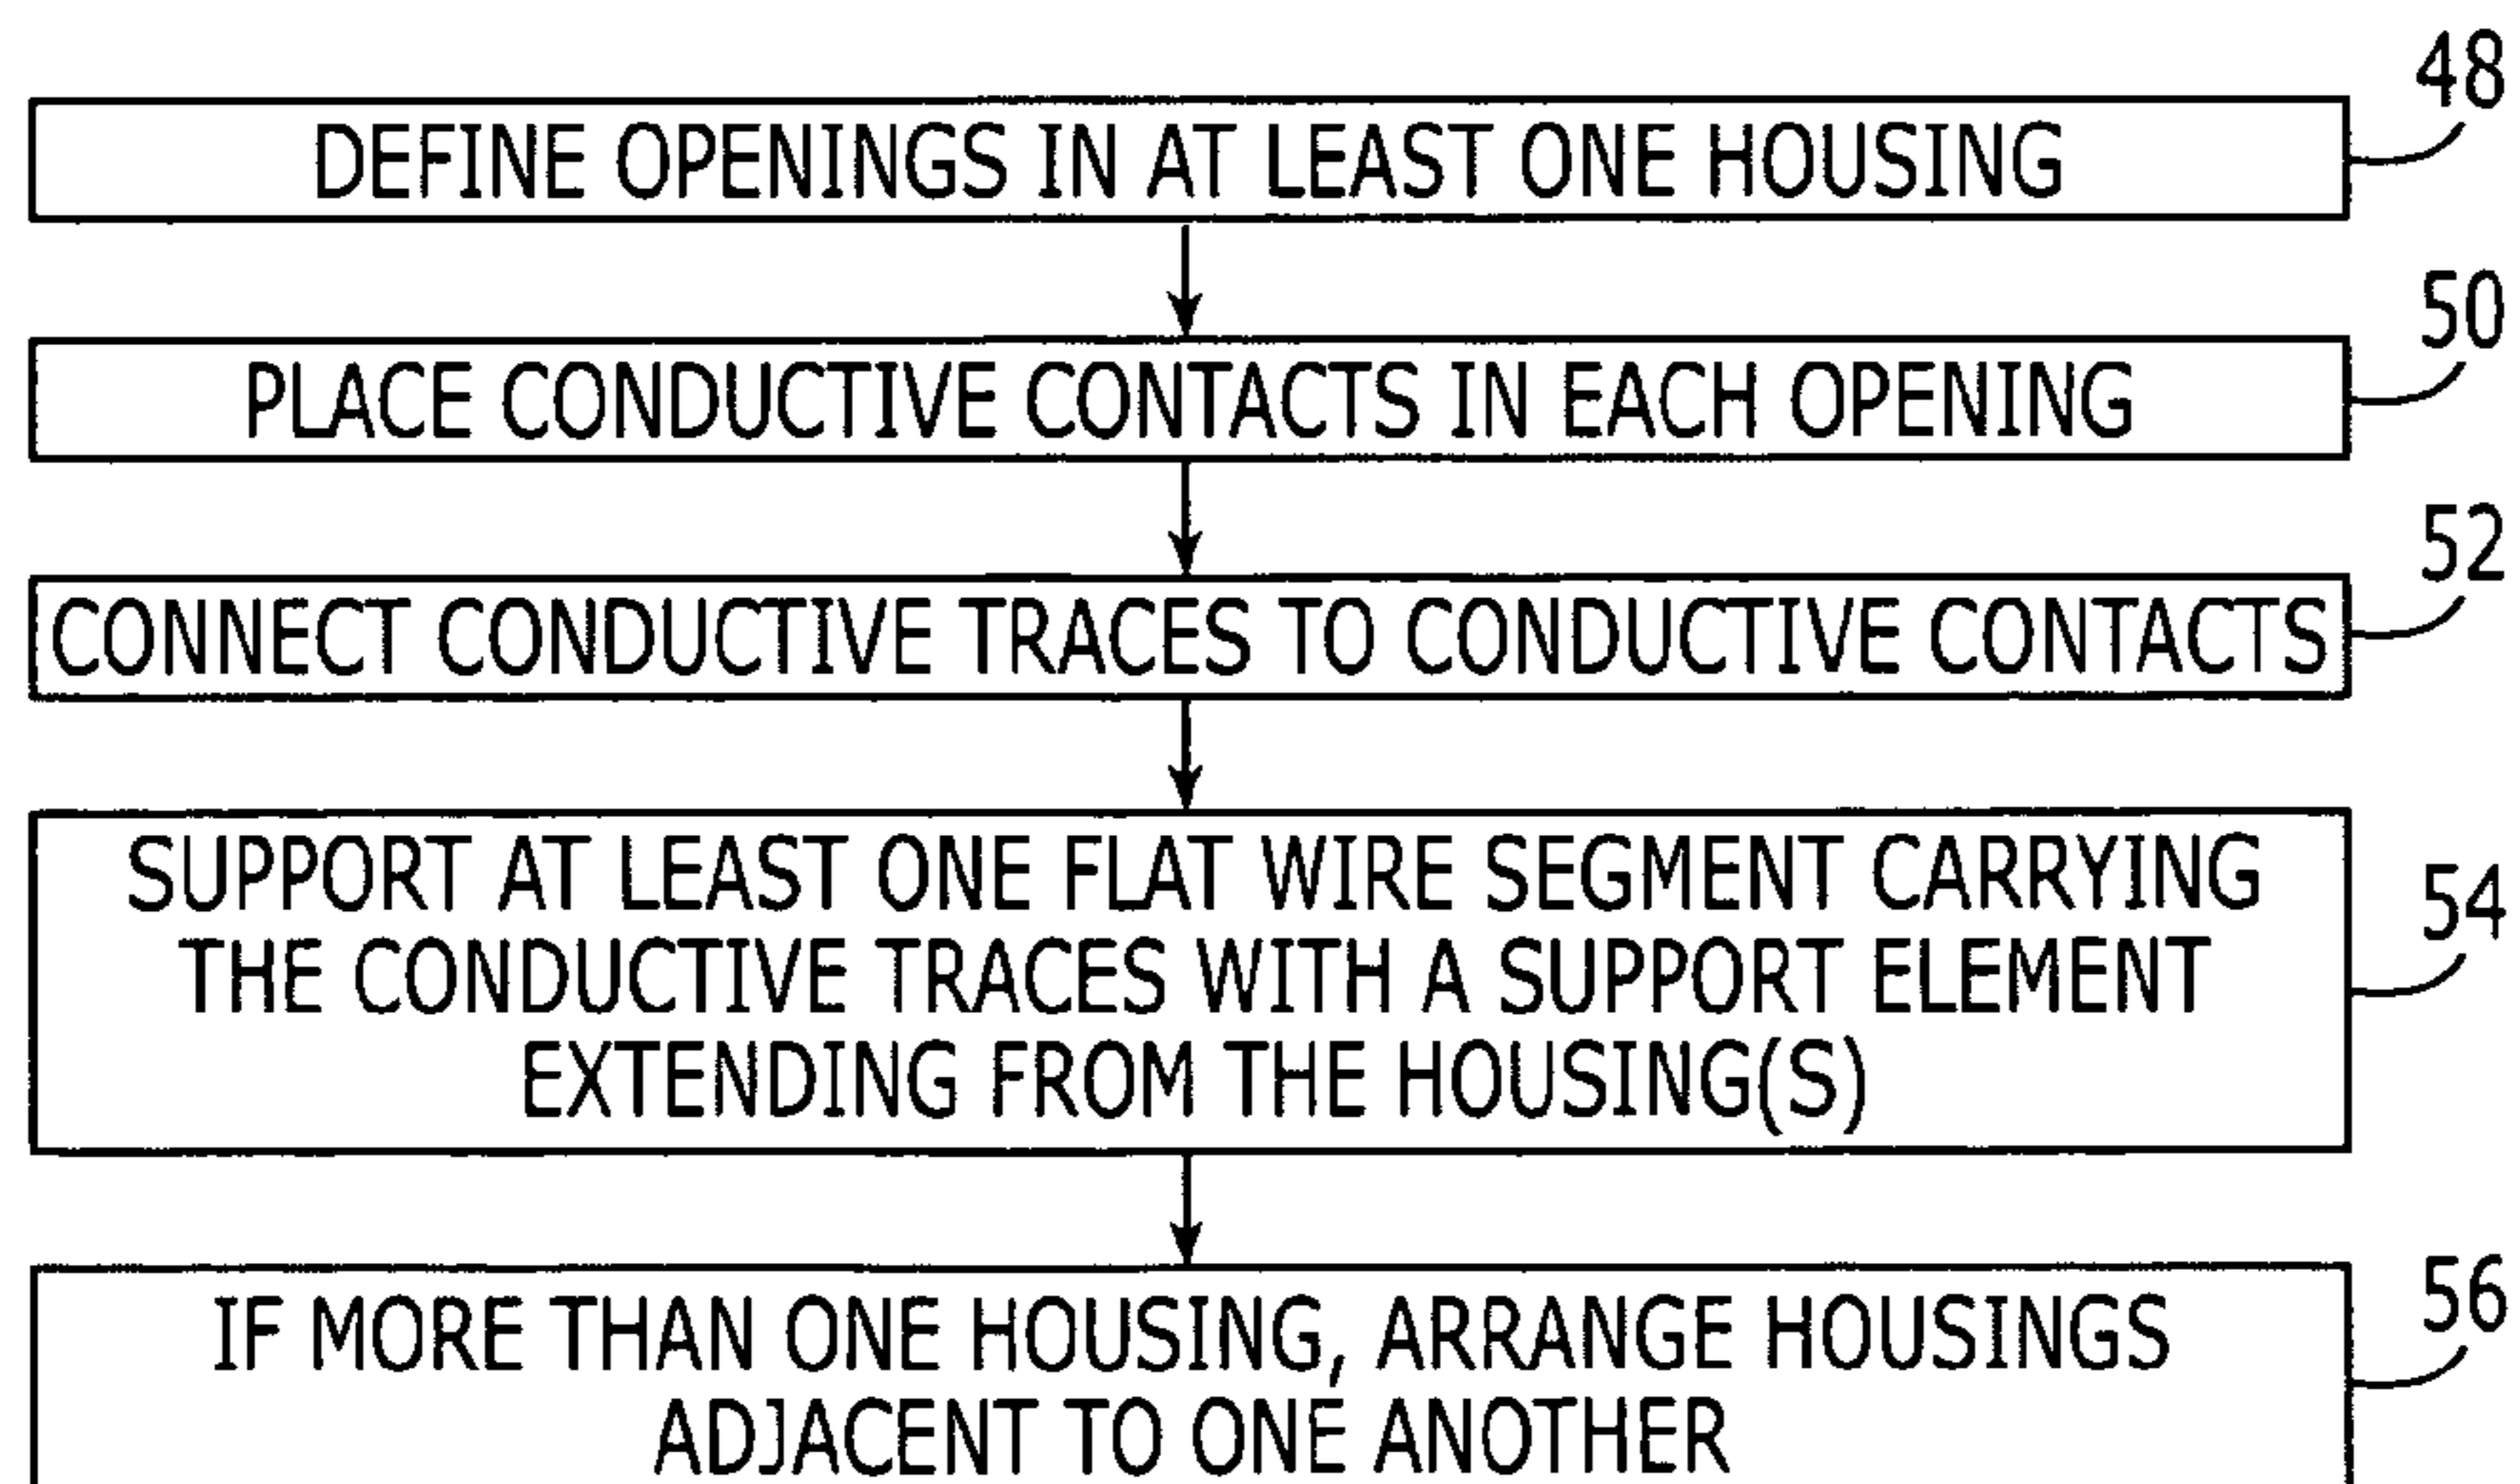 48
DEFINE OPENINGS IN AT LEAST ONE HOUSING
50
PLACE CONDUCTIVE CONTACTS IN EACH OPENING
52
CONNECT CONDUCTIVE TRACES TO CONDUCTIVE CONTACTS
54
SUPPORT AT LEAST ONE FLAT WIRE SEGMENT CARRYING
THE CONDUCTIVE TRACES WITH A SUPPORT ELEMENT
EXTENDING FROM THE HOUSING(S)
56
IF MORE THAN ONE HOUSING, ARRANGE HOUSINGS
ADJACENT TO ONE ANOTHER